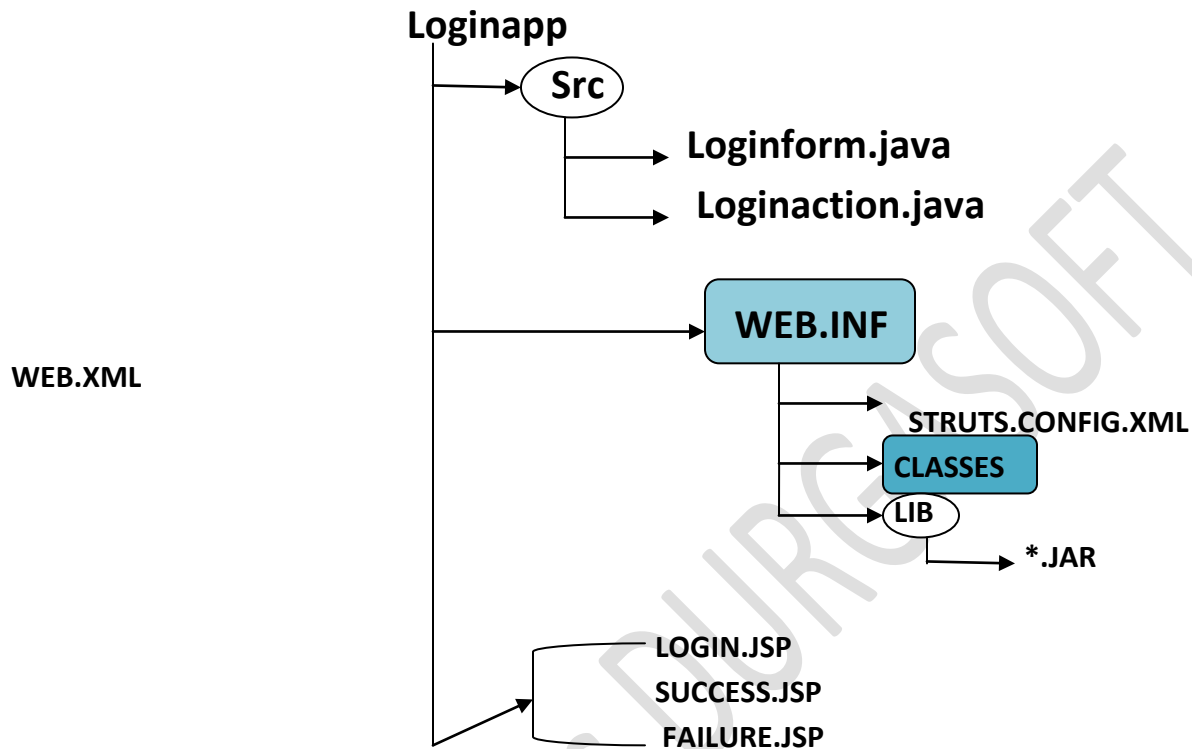 Loginapp
Src
Loginform.java
Loginaction.java
WEB.INF
WEB.XML
STRUTS.CONFIG.XML
CLASSES
LIB
*.JAR
LOGIN.JSP
SUCCESS.JSP
FAILURE.JSP
DURGASOFT